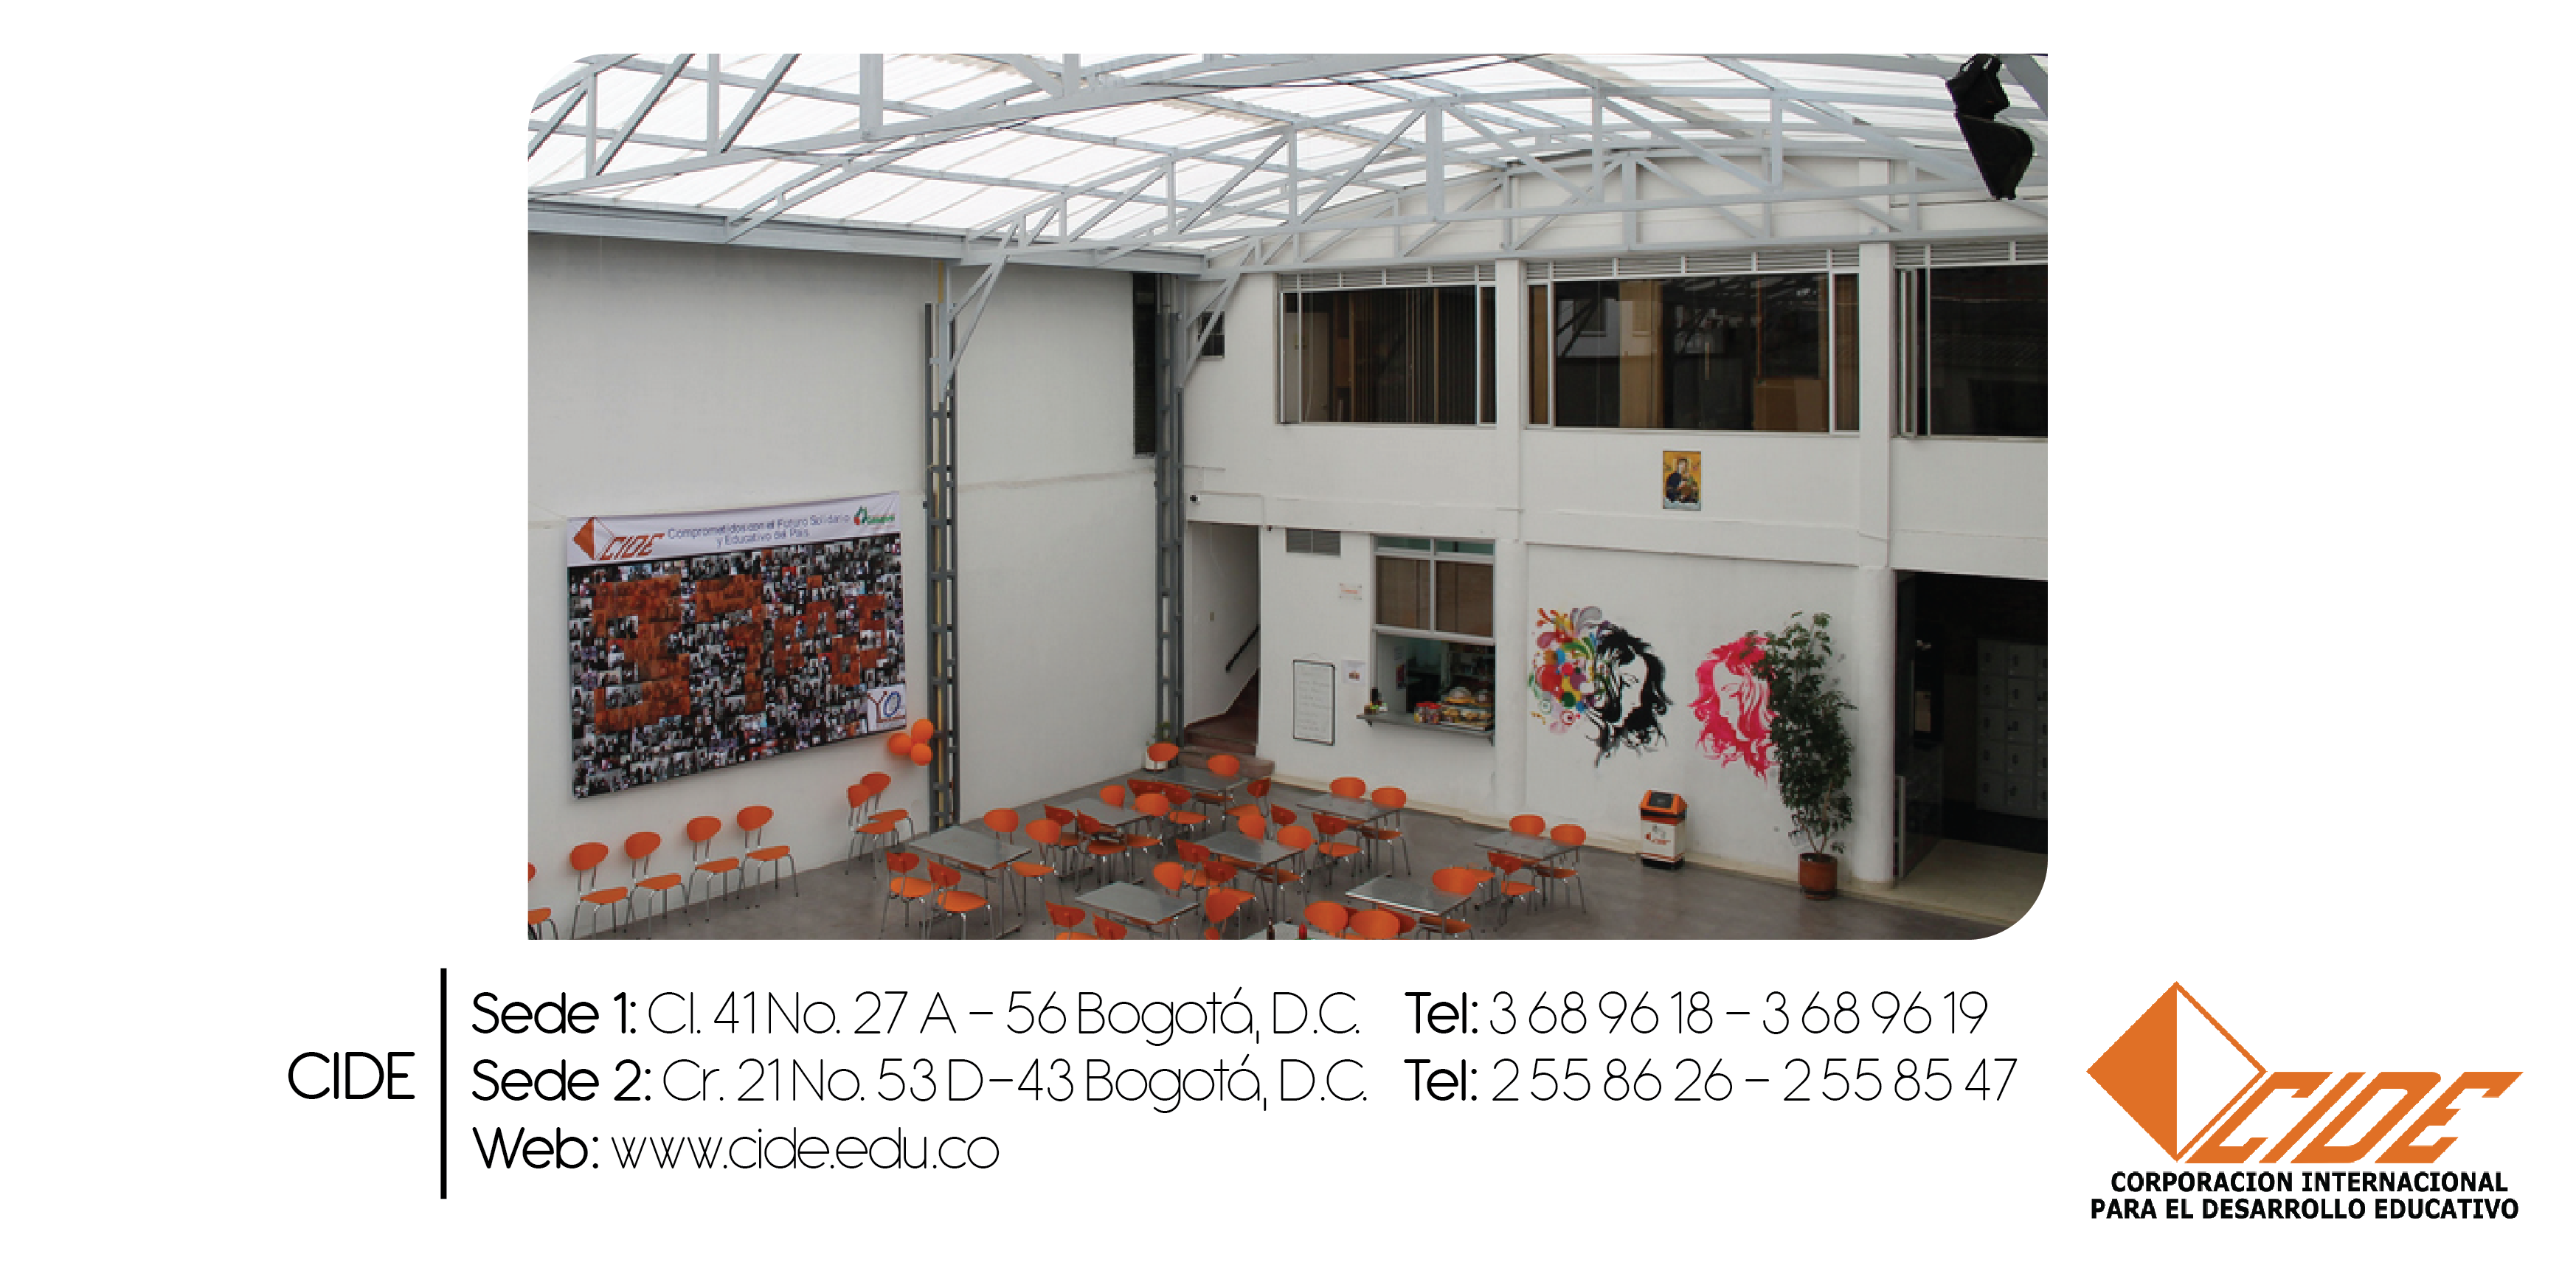 CIDE Comprometidos con el Futuro Solidario
y Educativo del País
YO
CIDE
Sede 1: Cl. 41 No. 27 A - 56 Bogotá, D.C. Tel: 3 68 96 18 - 3 68 96 19
Sede 2: Cr. 21 No. 53 D-43 Bogotá, D.C. Tel: 2 55 86 26 - 2 55 85 47
Web: www.cide.edu.co
CIDE
CORPORACION INTERNACIONAL
PARA EL DESARROLLO EDUCATIVO